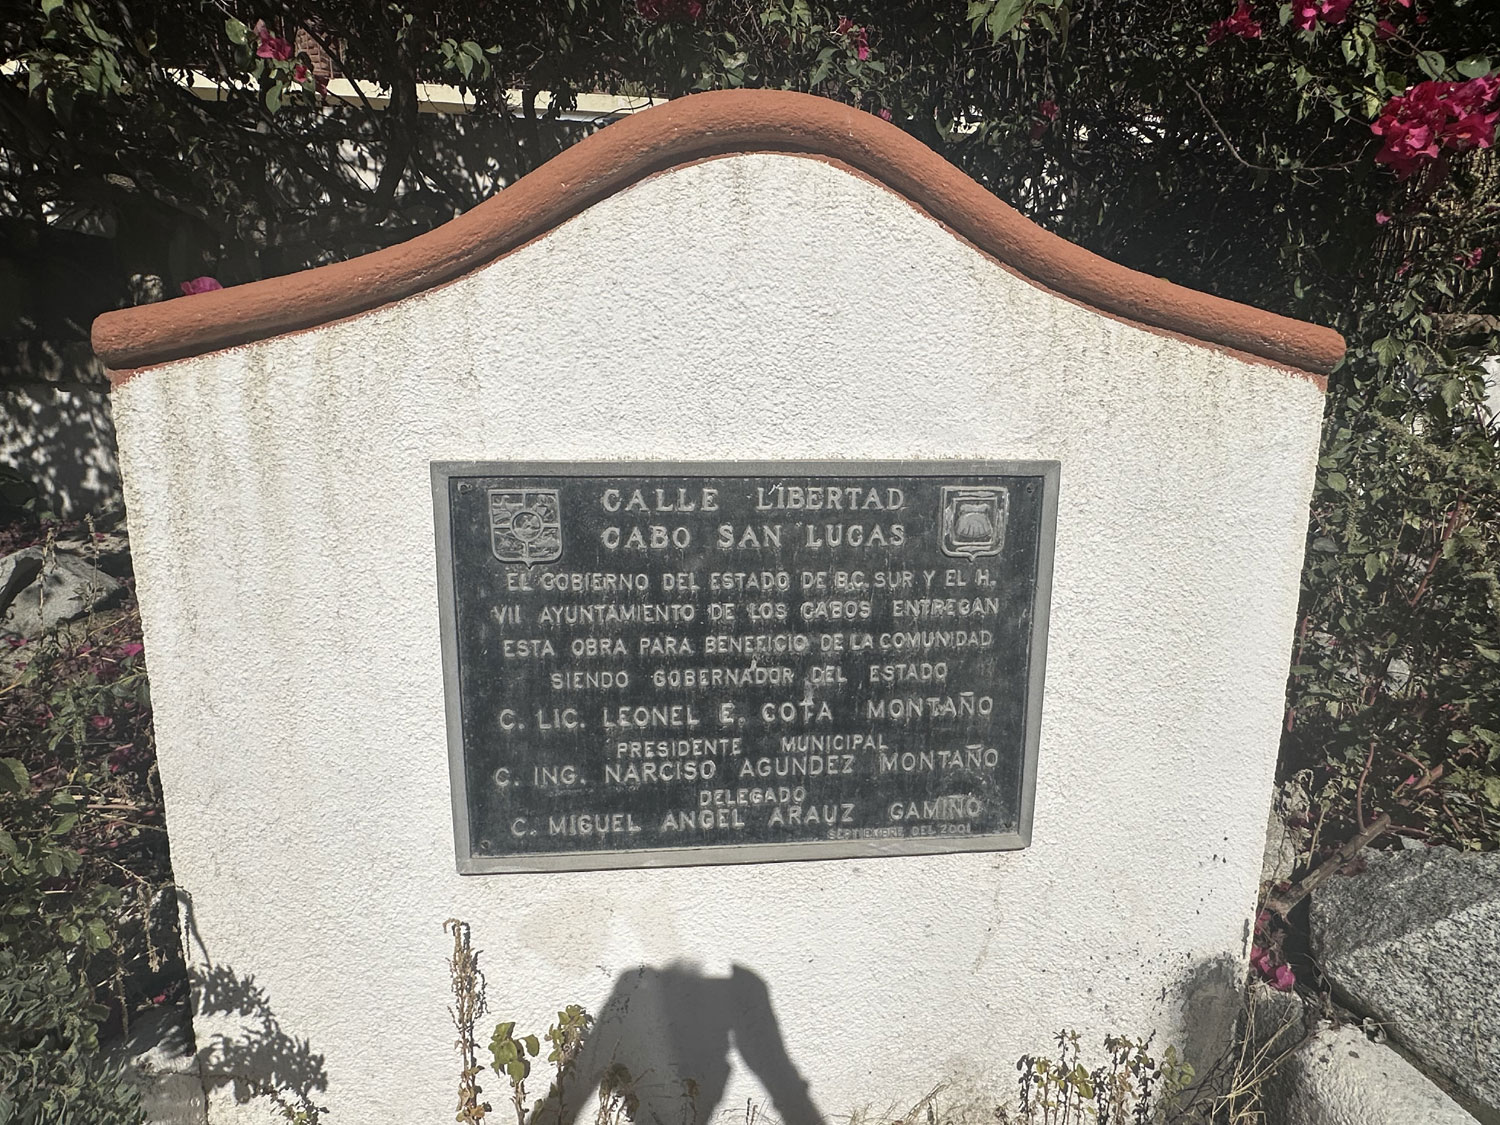 CALLE LIBERTAD
CABO SAN LUCAS
EL GOBIERNO DEL ESTADO DE B.C. SUR Y EL H.
VII AYUNTAMIENTO DE LOS CABOS ENTREGAN
ESTA OBRA PARA BENEFICIO DE LA COMUNIDAD
SIENDO GOBERNADOR DEL ESTADO
C. LIC. LEONEL E. COTA MONTAÑO
PRESIDENTE MUNICIPAL
C. ING. NARCISO AGUNDEZ MONTAÑO
DELEGADO
C. MIGUEL ANGEL ARAUZ GAMIÑO
SEPTIEMBRE DEL 2001